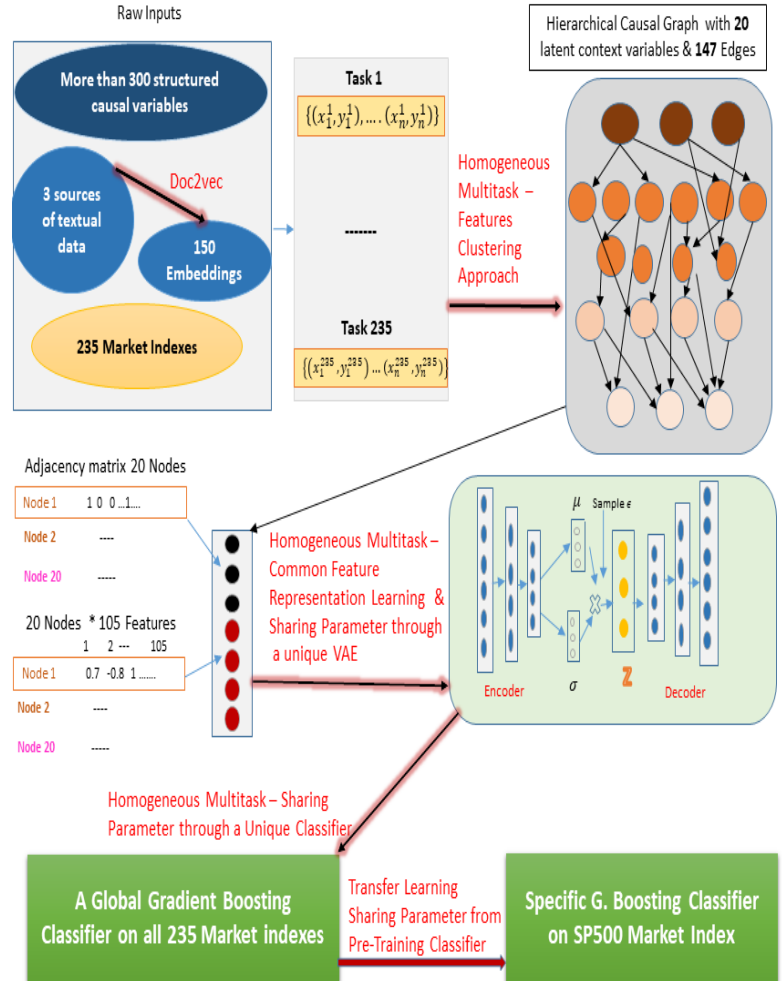 Raw Inputs
More than 300 structured
causal variables
3 sources
of textual
data
Doc2vec
150
Embeddings
235 Market Indexes
Task 1
{(x₁¹, y₁¹), .... (xₙ¹, yₙ¹)}
-------
Task 235
{(x₁²³⁵, y₁²³⁵) ... (xₙ²³⁵, yₙ²³⁵)}
Homogeneous
Multitask –
Features
Clustering
Approach
Hierarchical Causal Graph with 20
latent context variables & 147 Edges
Adjacency matrix 20 Nodes
Node 1 1 0 0 ...1....
Node 2 ----
Node 20 -----
20 Nodes * 105 Features
1 2 --- 105
Node 1 0.7 -0.8 1 .......
Node 2 ----
Node 20 -----
Homogeneous Multitask –
Common Feature
Representation Learning &
Sharing Parameter through
a unique VAE
μ
Sample ϵ
σ
Z
Encoder
Decoder
Homogeneous Multitask – Sharing
Parameter through a Unique Classifier
A Global Gradient Boosting
Classifier on all 235 Market indexes
Transfer Learning
Sharing Parameter from
Pre-Training Classifier
Specific G. Boosting Classifier
on SP500 Market Index